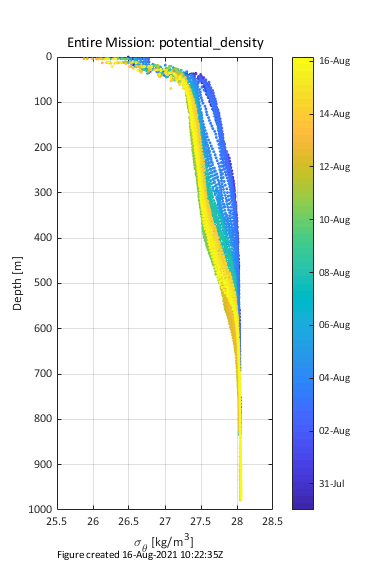 Entire Mission: potential_density
0
100
200
300
400
500
600
700
800
900
1000
Depth [m]
25.5 26 26.5 27 27.5 28 28.5
σθ [kg/m³]
16-Aug
14-Aug
12-Aug
10-Aug
08-Aug
06-Aug
04-Aug
02-Aug
31-Jul
Figure created 16-Aug-2021 10:22:35Z